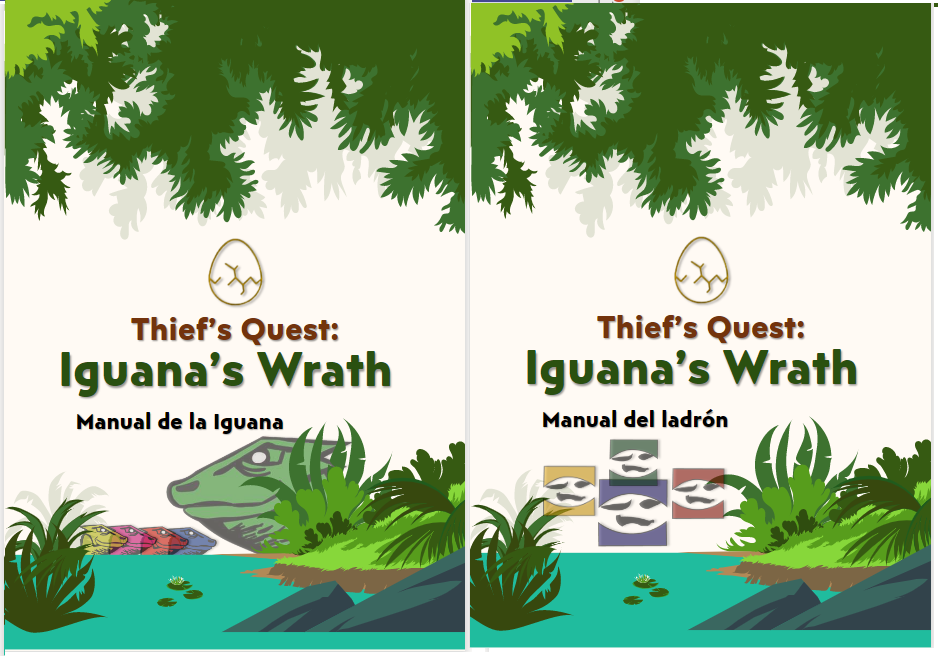 Thief's Quest:
Iguana's Wrath
Manual de la Iguana
Thief's Quest:
Iguana's Wrath
Manual del ladrón